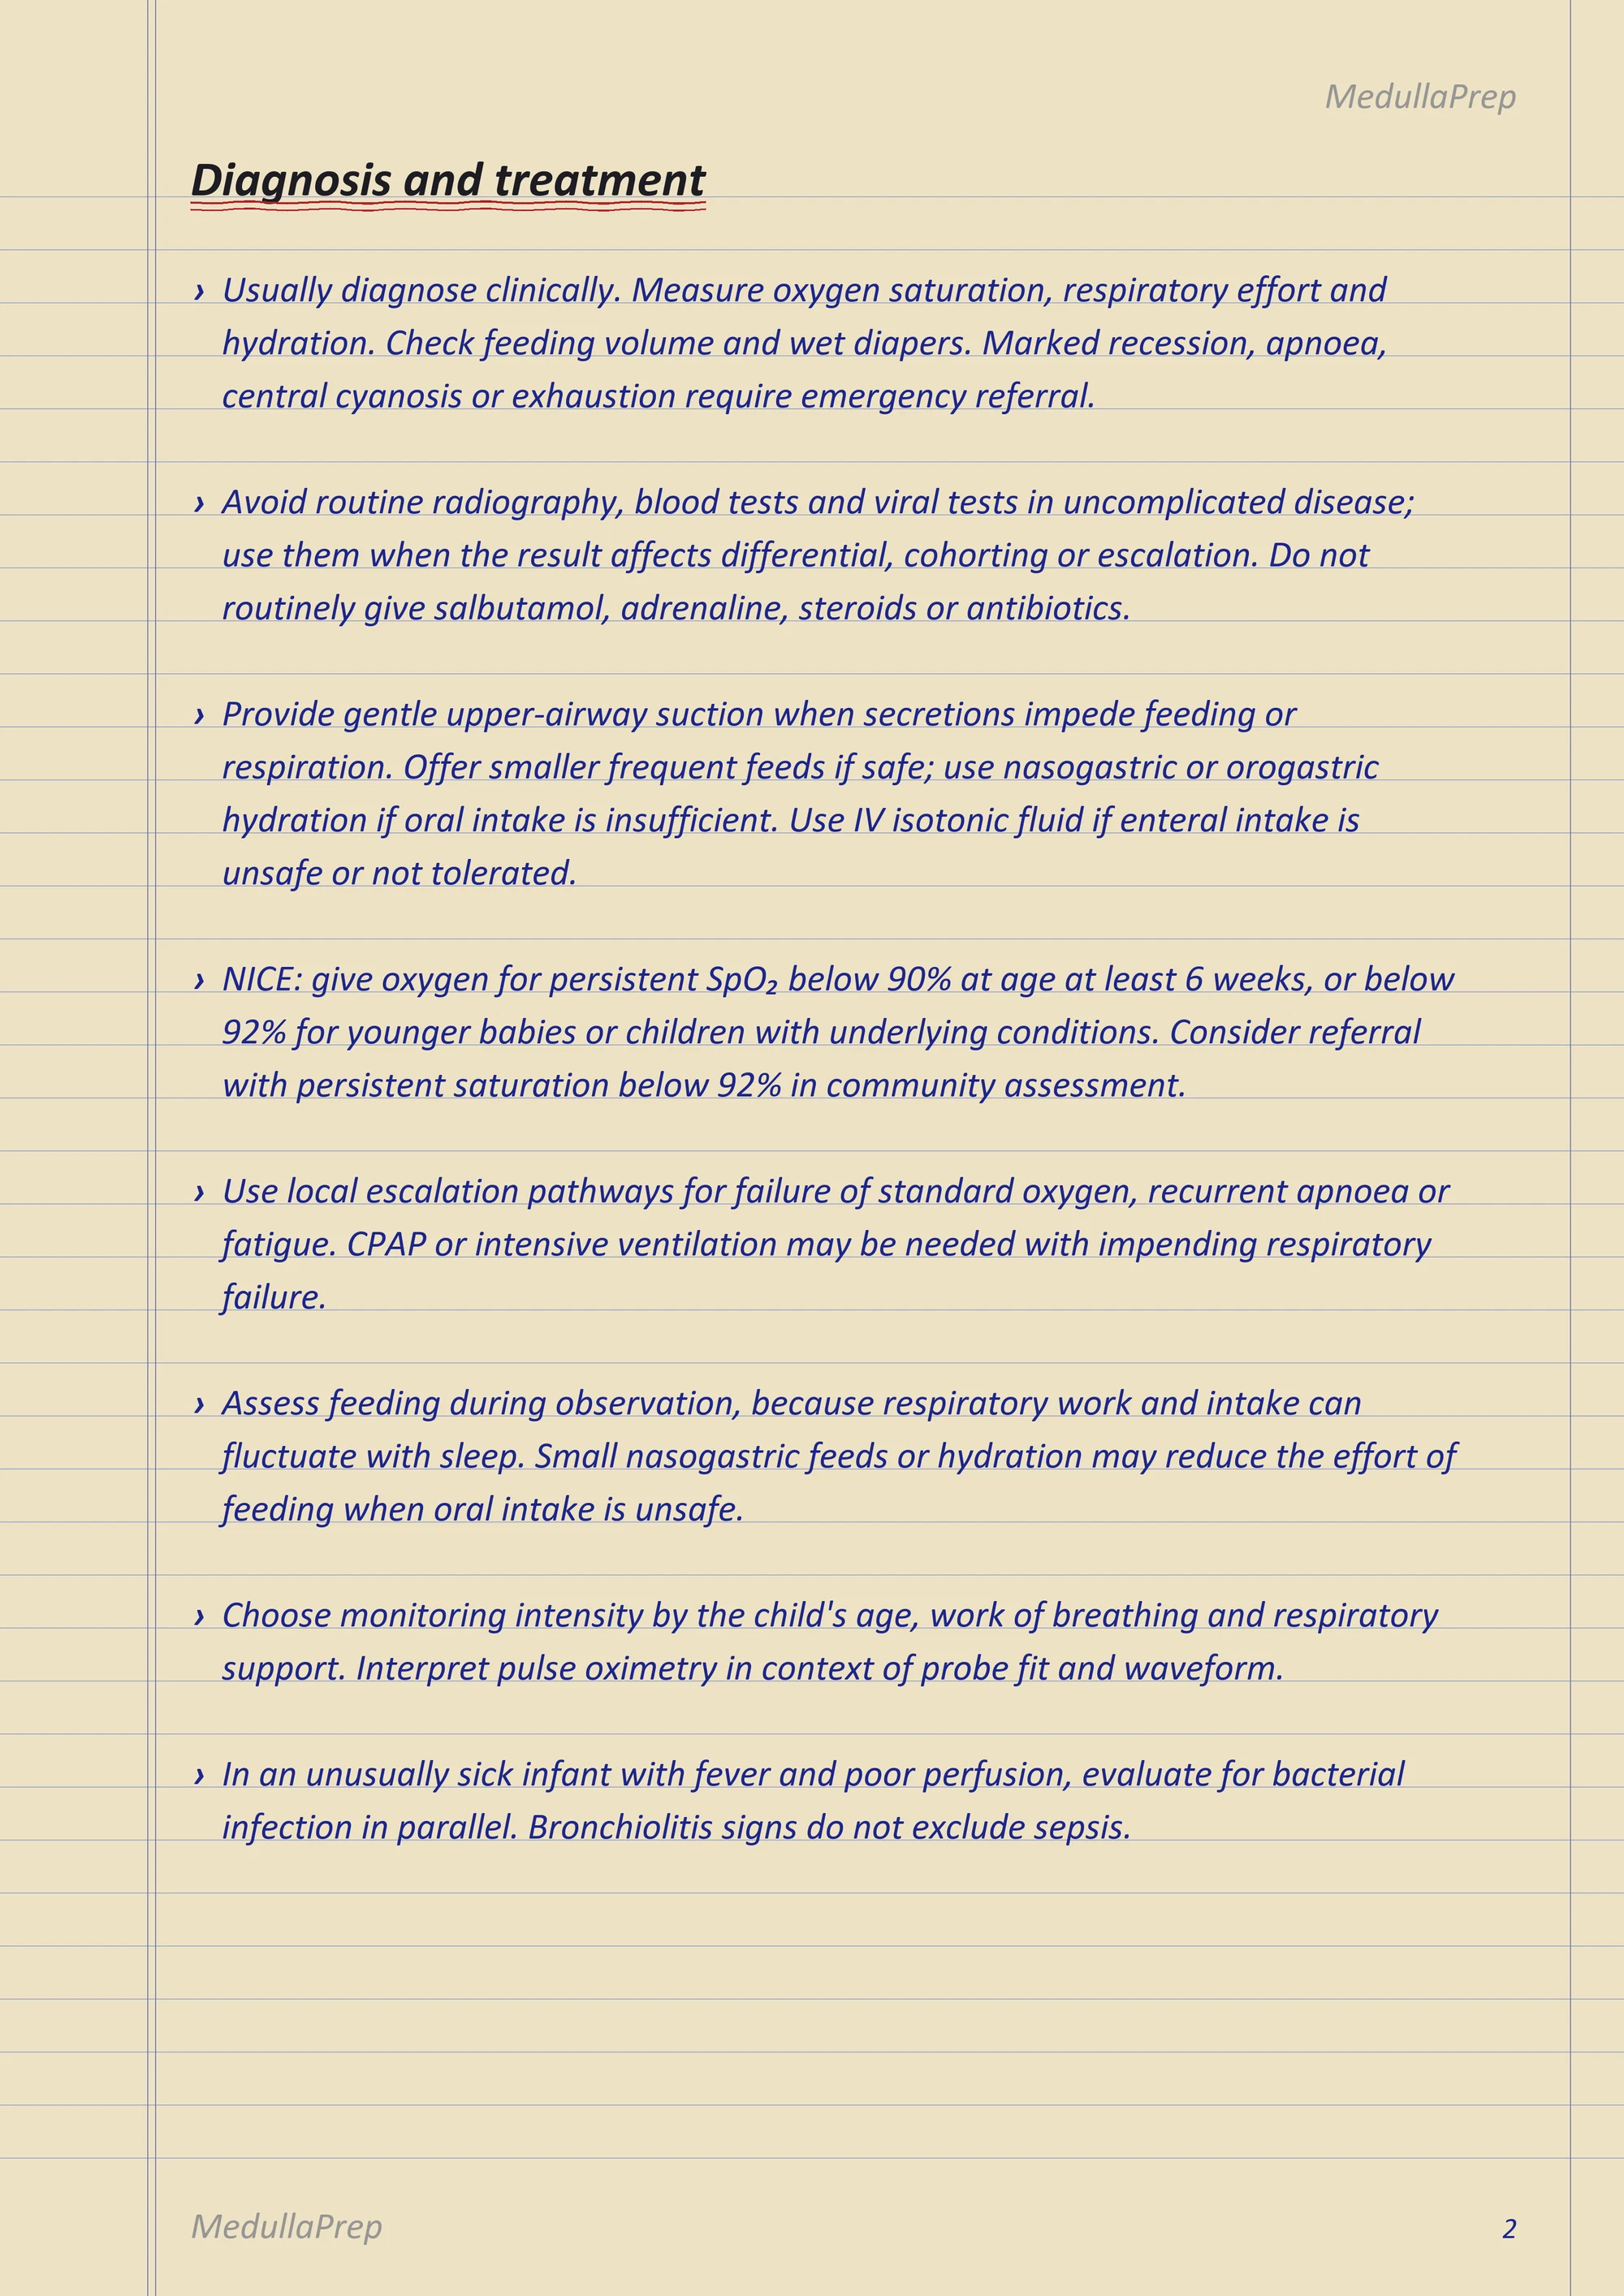 MedullaPrep
Diagnosis and treatment
› Usually diagnose clinically. Measure oxygen saturation, respiratory effort and
hydration. Check feeding volume and wet diapers. Marked recession, apnoea,
central cyanosis or exhaustion require emergency referral.
› Avoid routine radiography, blood tests and viral tests in uncomplicated disease;
use them when the result affects differential, cohorting or escalation. Do not
routinely give salbutamol, adrenaline, steroids or antibiotics.
› Provide gentle upper-airway suction when secretions impede feeding or
respiration. Offer smaller frequent feeds if safe; use nasogastric or orogastric
hydration if oral intake is insufficient. Use IV isotonic fluid if enteral intake is
unsafe or not tolerated.
› NICE: give oxygen for persistent SpO₂ below 90% at age at least 6 weeks, or below
92% for younger babies or children with underlying conditions. Consider referral
with persistent saturation below 92% in community assessment.
› Use local escalation pathways for failure of standard oxygen, recurrent apnoea or
fatigue. CPAP or intensive ventilation may be needed with impending respiratory
failure.
› Assess feeding during observation, because respiratory work and intake can
fluctuate with sleep. Small nasogastric feeds or hydration may reduce the effort of
feeding when oral intake is unsafe.
› Choose monitoring intensity by the child's age, work of breathing and respiratory
support. Interpret pulse oximetry in context of probe fit and waveform.
› In an unusually sick infant with fever and poor perfusion, evaluate for bacterial
infection in parallel. Bronchiolitis signs do not exclude sepsis.
MedullaPrep
2